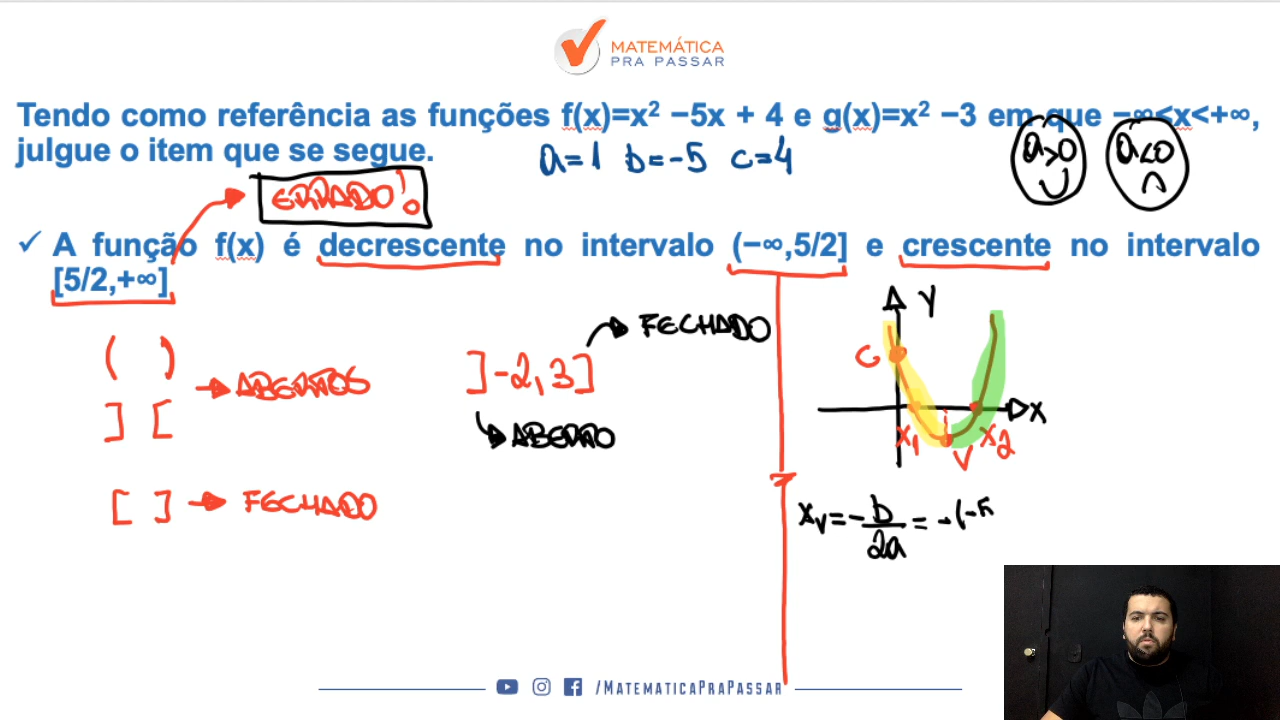 MATEMÁTICA
PRA PASSAR
Tendo como referência as funções f(x)=x² −5x + 4 e g(x)=x² −3 em que −∞<x<+∞,
julgue o item que se segue.
a=1 b=-5 c=4
a>0
a<0
ERRADO!
✓ A função f(x) é decrescente no intervalo (−∞,5/2] e crescente no intervalo
[5/2,+∞]
( )
] [
→ ABERTOS
[ ] → FECHADO
]-2,3]
→ FECHADO
→ ABERTO
Y
C
X
x₁
V
x₂
xv=-b/2a=-(-5
/MATEMATICAPRAPASSAR